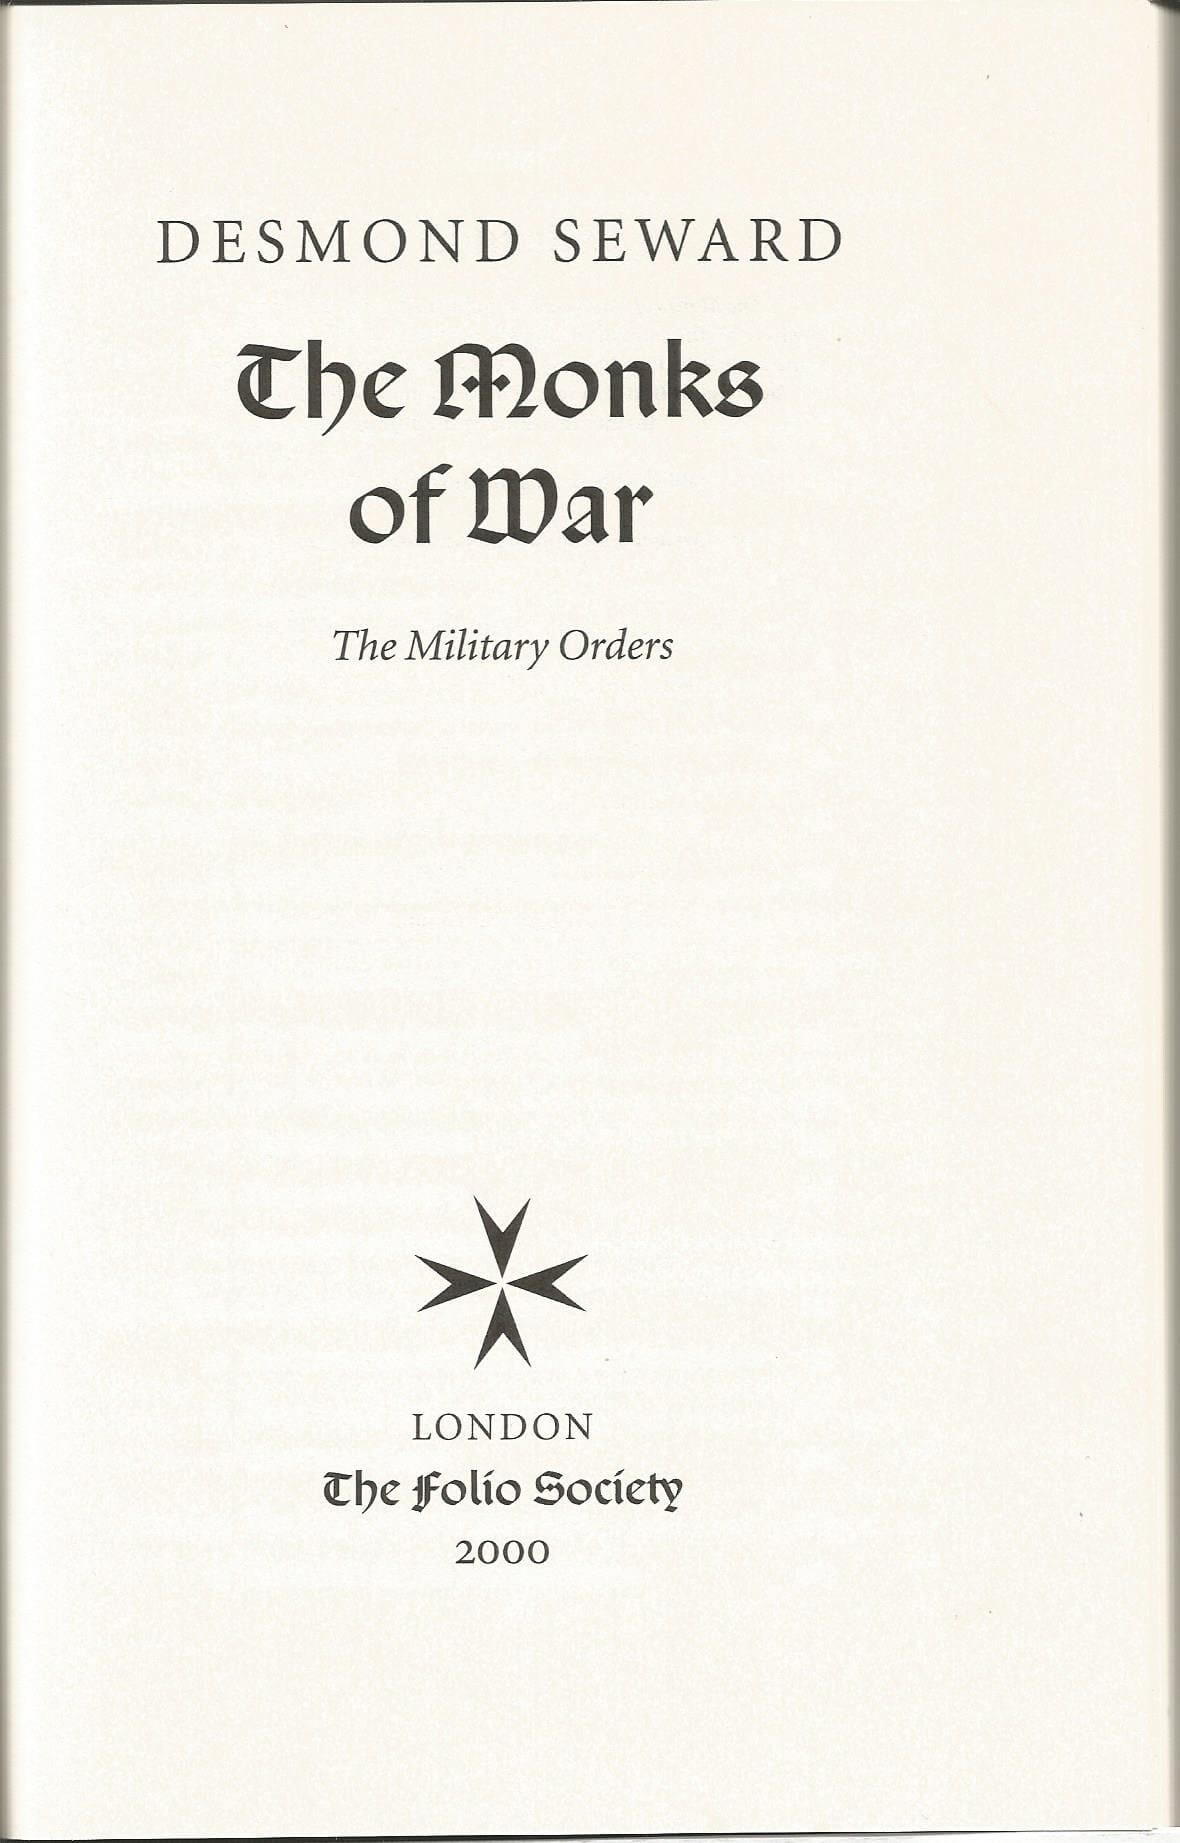 DESMOND SEWARD
The Monks
of War
The Military Orders
LONDON
The Folio Society
2000